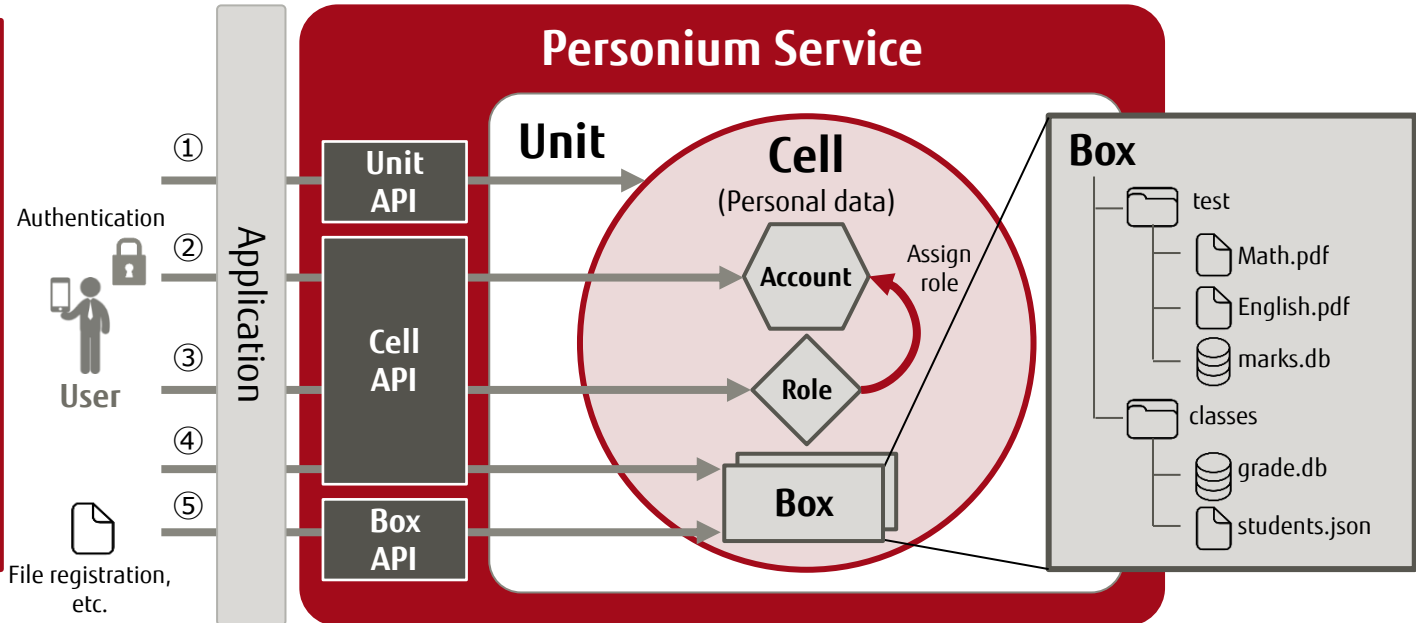 Personium Service
Unit
Cell
(Personal data)
①
Unit
API
Authentication
②
Application
Account
Assign
role
User
③
Cell
API
Role
④
⑤
Box
API
Box
File registration,
etc.
Box
test
Math.pdf
English.pdf
marks.db
classes
grade.db
students.json